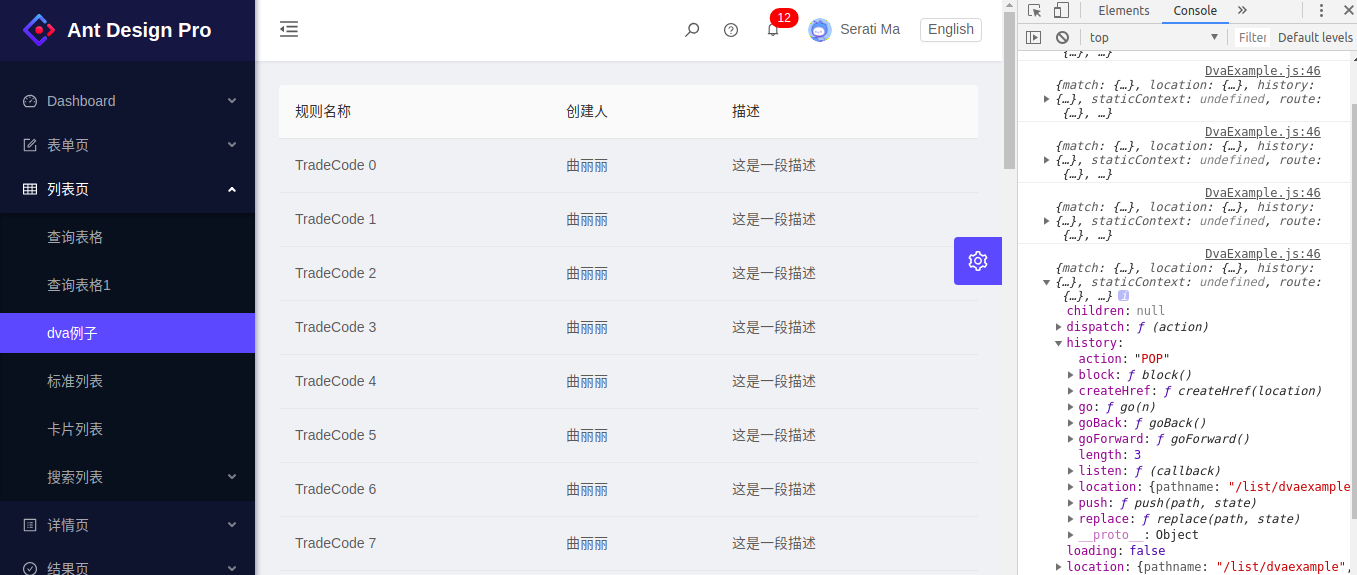 Ant Design Pro
Dashboard
表单页
列表页
查询表格
查询表格1
dva例子
标准列表
卡片列表
搜索列表
详情页
结果页
12
Serati Ma
English
规则名称 创建人 描述
TradeCode 0 曲丽丽 这是一段描述
TradeCode 1 曲丽丽 这是一段描述
TradeCode 2 曲丽丽 这是一段描述
TradeCode 3 曲丽丽 这是一段描述
TradeCode 4 曲丽丽 这是一段描述
TradeCode 5 曲丽丽 这是一段描述
TradeCode 6 曲丽丽 这是一段描述
TradeCode 7 曲丽丽 这是一段描述
Elements Console
top Filter Default levels
{…}, …}
DvaExample.js:46
{match: {…}, location: {…}, history:
{…}, staticContext: undefined, route:
{…}, …}
DvaExample.js:46
{match: {…}, location: {…}, history:
{…}, staticContext: undefined, route:
{…}, …}
DvaExample.js:46
{match: {…}, location: {…}, history:
{…}, staticContext: undefined, route:
{…}, …}
DvaExample.js:46
{match: {…}, location: {…}, history:
{…}, staticContext: undefined, route:
{…}, …} i
children: null
dispatch: ƒ (action)
history:
action: "POP"
block: ƒ block()
createHref: ƒ createHref(location)
go: ƒ go(n)
goBack: ƒ goBack()
goForward: ƒ goForward()
length: 3
listen: ƒ (callback)
location: {pathname: "/list/dvaexample
push: ƒ push(path, state)
replace: ƒ replace(path, state)
__proto__: Object
loading: false
location: {pathname: "/list/dvaexample",